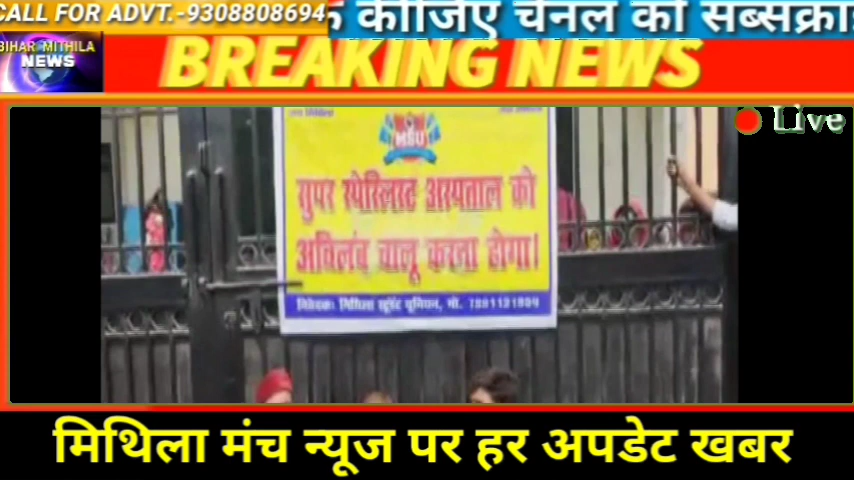 CALL FOR ADVT.-9308808694
कीजिए चैनल को सब्सक्राइ
BIHAR MITHILA
NEWS
BREAKING NEWS
Live
MSU
सुपर स्पेस्लिस्ट अस्पताल को
अविलंब चालू करना होगा।
निवेदकः मिथिला स्टूडेंट यूनियन, मो.
मिथिला मंच न्यूज पर हर अपडेट खबर